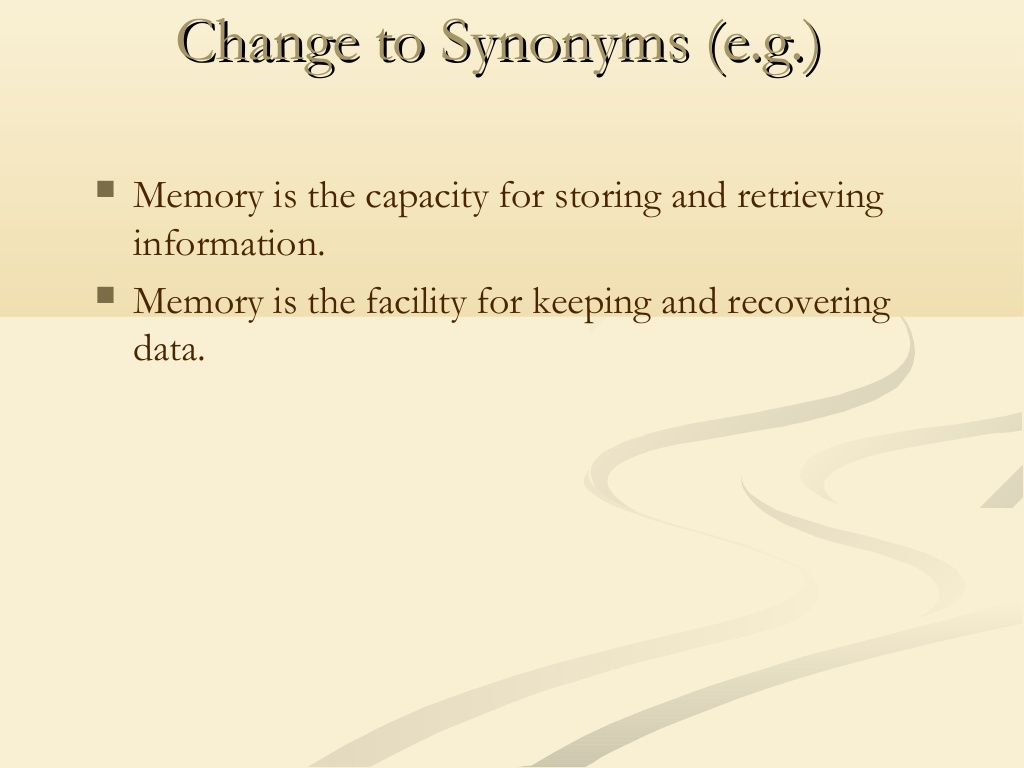 Change to Synonyms (e.g.)
Memory is the capacity for storing and retrieving
information.
Memory is the facility for keeping and recovering
data.